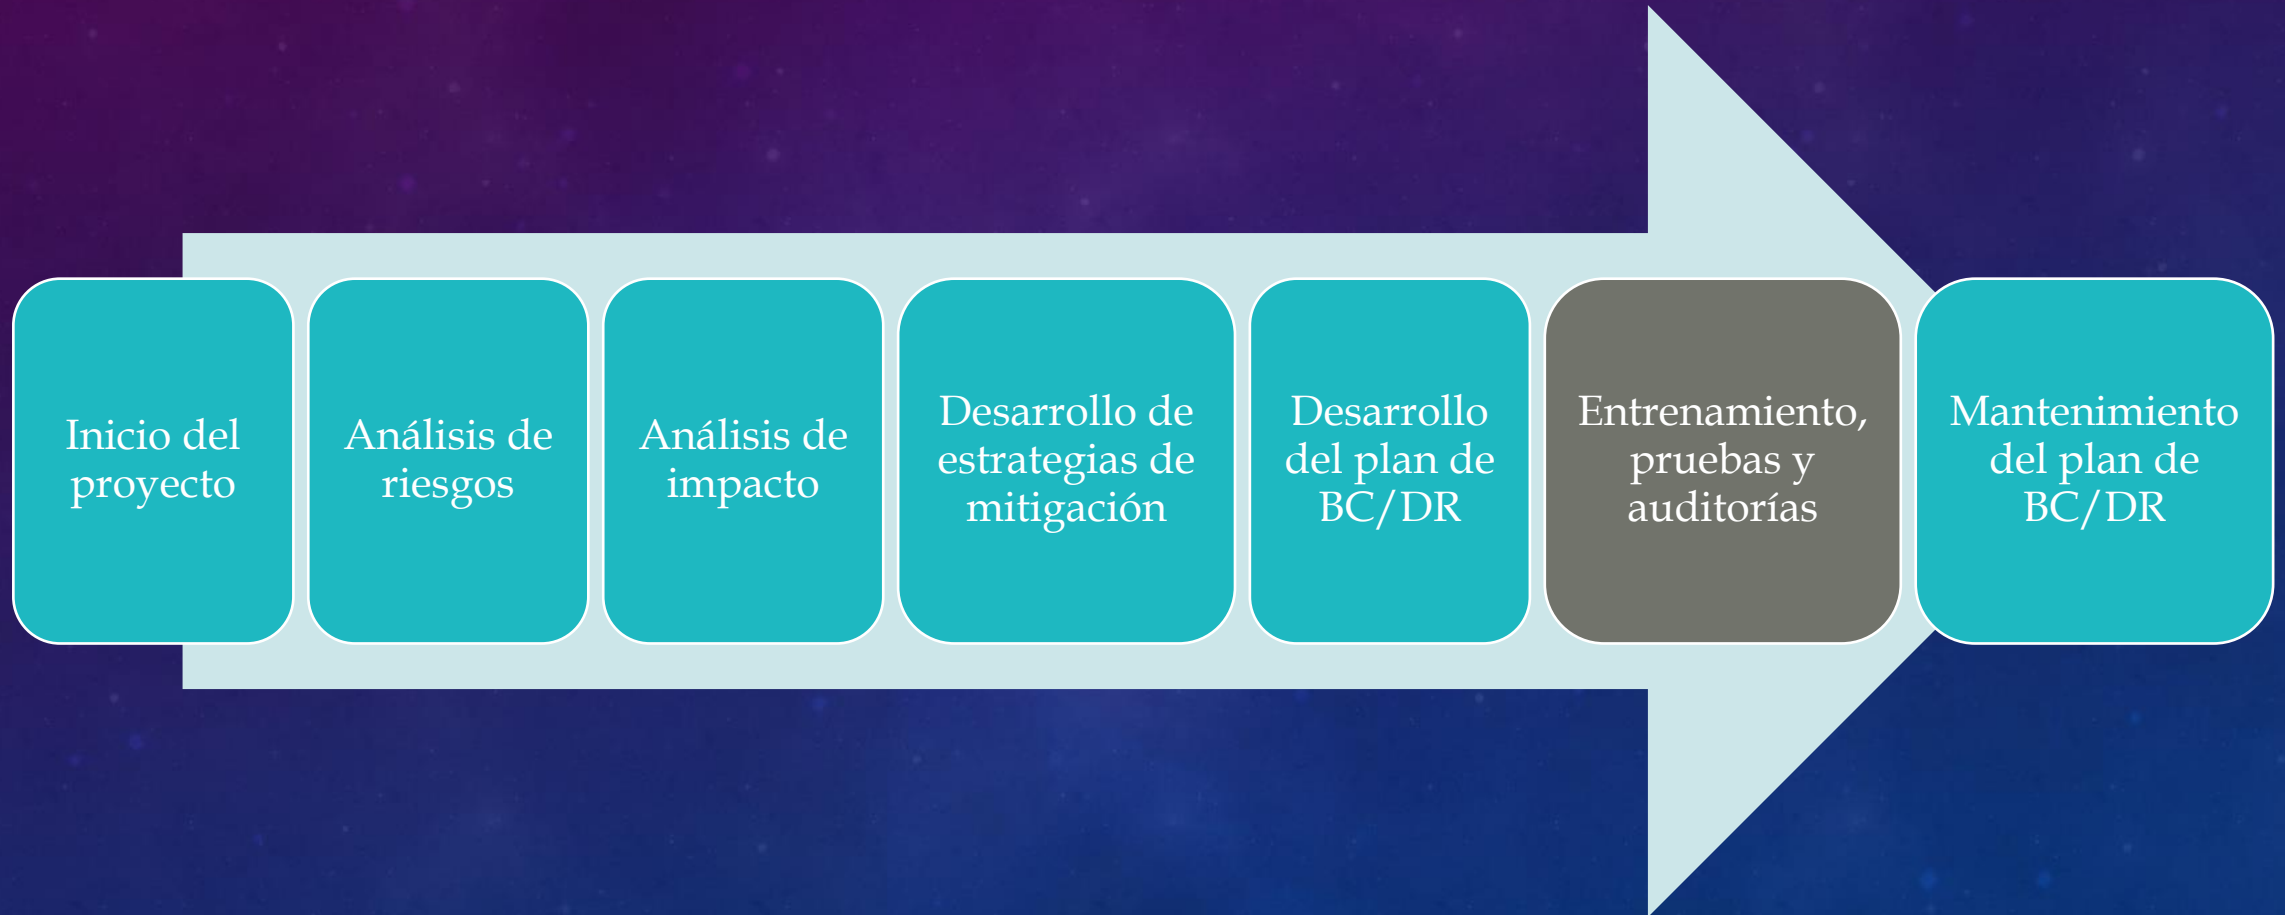 Inicio del
proyecto
Análisis de
riesgos
Análisis de
impacto
Desarrollo de
estrategias de
mitigación
Desarrollo
del plan de
BC/DR
Entrenamiento,
pruebas y
auditorías
Mantenimiento
del plan de
BC/DR